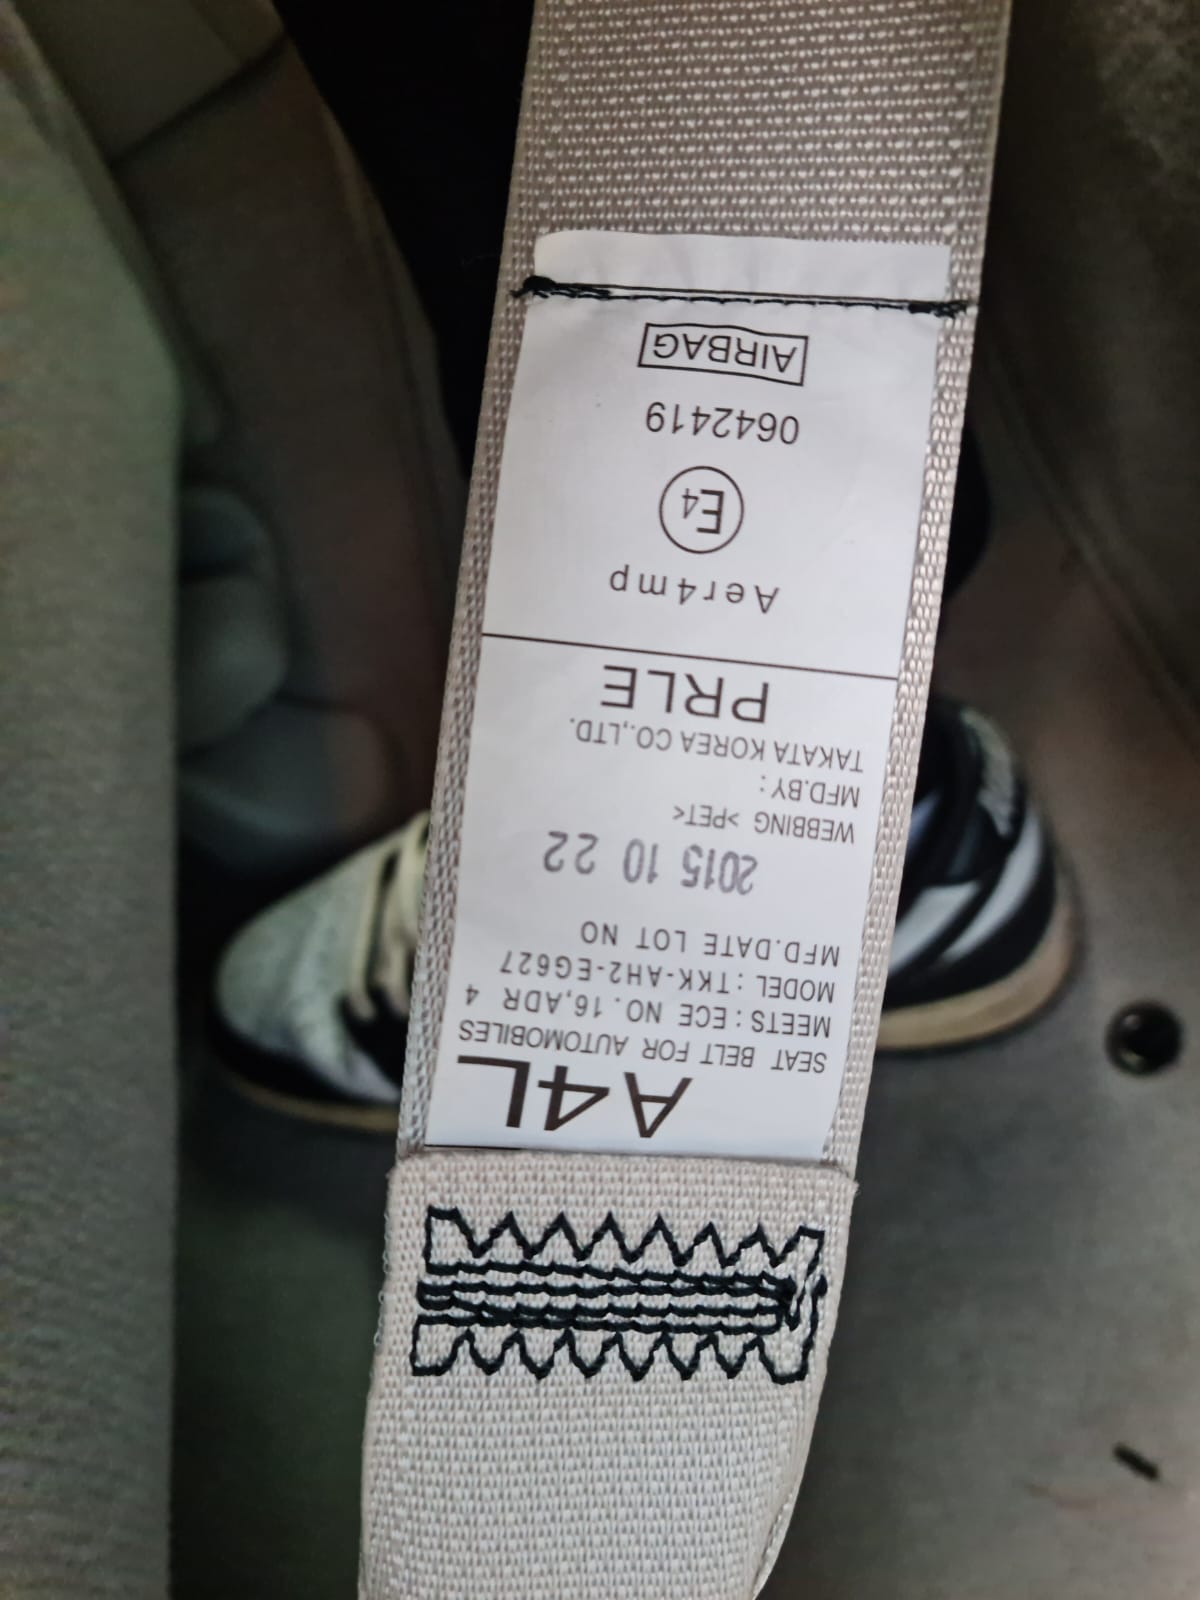 A4L
SEAT BELT FOR AUTOMOBILES
MEETS:ECE NO.16,ADR 4
MODEL:TKK-AH2-EG627
MFD.DATE LOT NO
2015 10 22
WEBBING >PET<
MFD.BY:
TAKATA KOREA CO.,LTD.
PRLE
Aer4mp
E4
0642419
AIRBAG